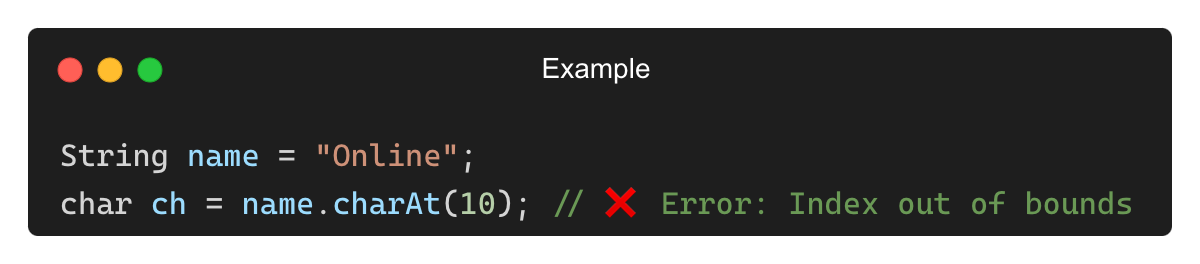 Example
String name = "Online";
char ch = name.charAt(10); // ❌ Error: Index out of bounds